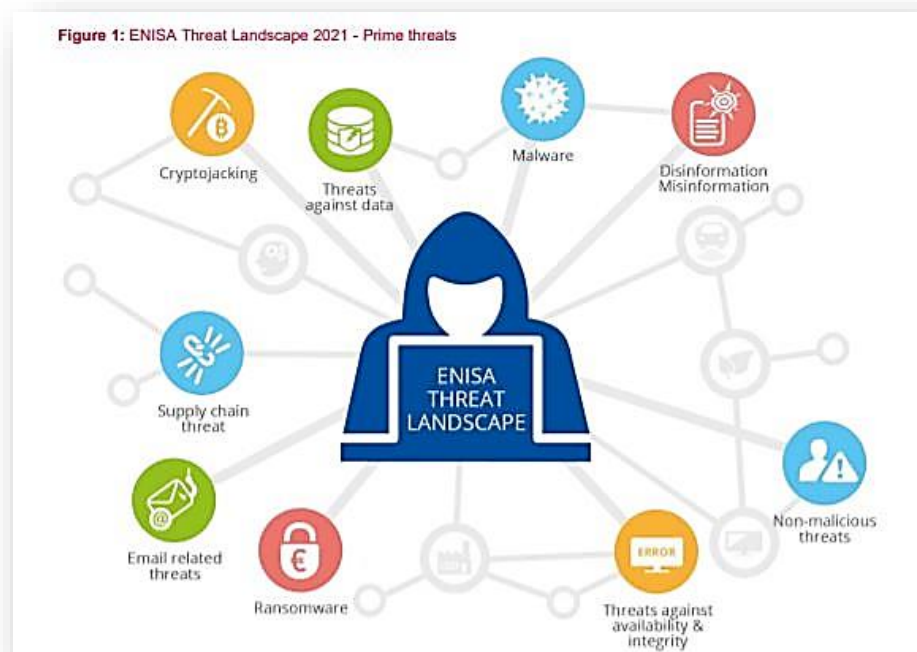 Figure 1: ENISA Threat Landscape 2021 - Prime threats
Cryptojacking
Threats
against data
Malware
Disinformation
Misinformation
ENISA
THREAT
LANDSCAPE
Supply chain
threat
@
Email related
threats
€
Ransomware
ERROR
Threats against
availability &
integrity
!
Non-malicious
threats